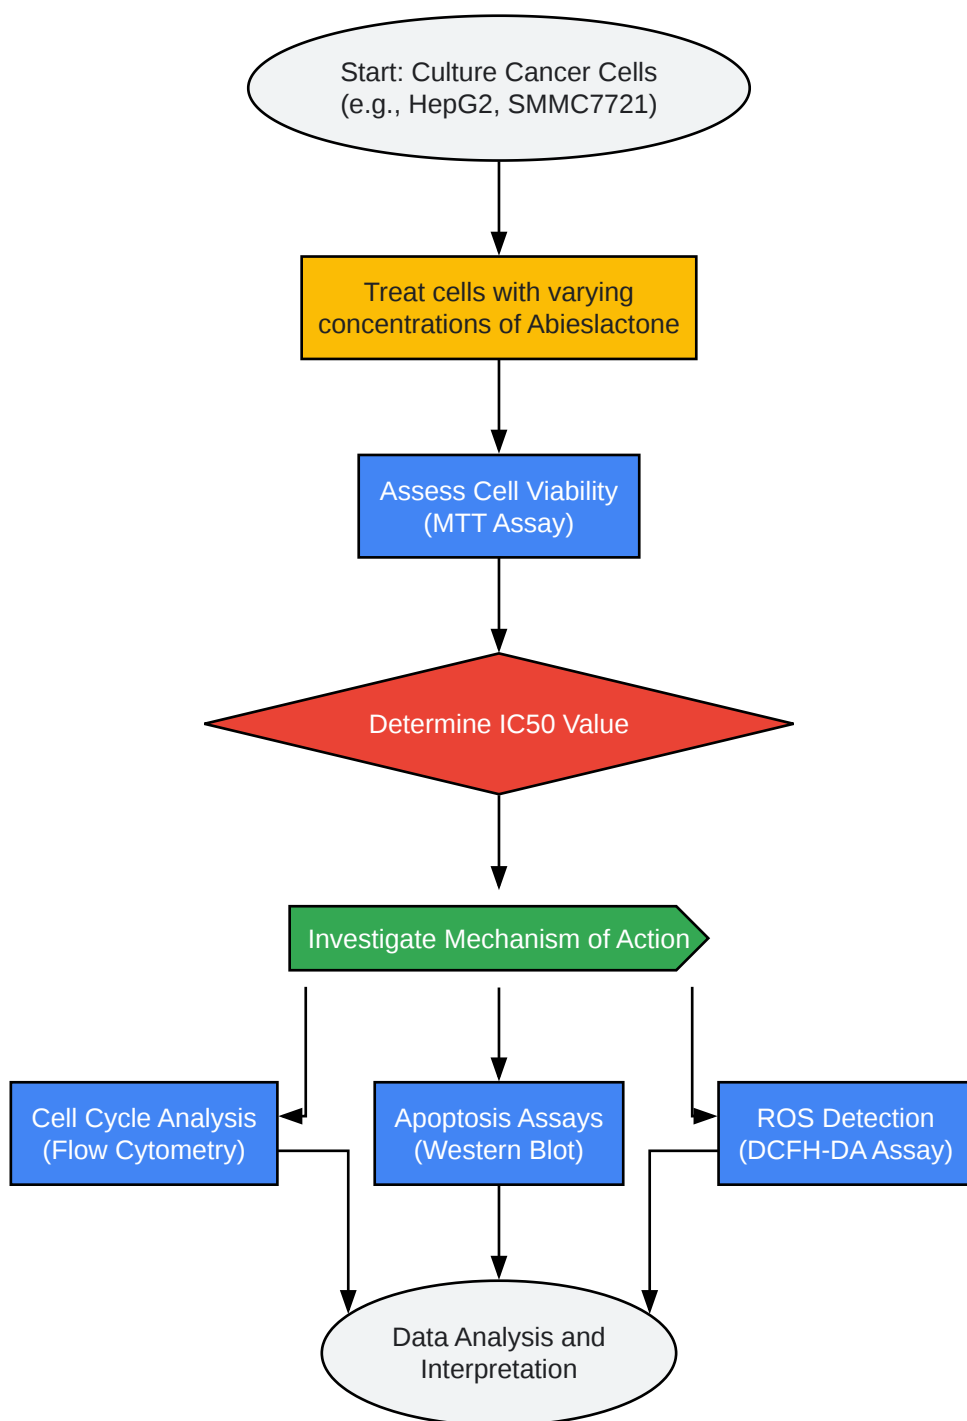 Start: Culture Cancer Cells
(e.g., HepG2, SMMC7721)
Treat cells with varying
concentrations of Abieslactone
Assess Cell Viability
(MTT Assay)
Determine IC50 Value
Investigate Mechanism of Action
Cell Cycle Analysis
(Flow Cytometry)
Apoptosis Assays
(Western Blot)
ROS Detection
(DCFH-DA Assay)
Data Analysis and
Interpretation